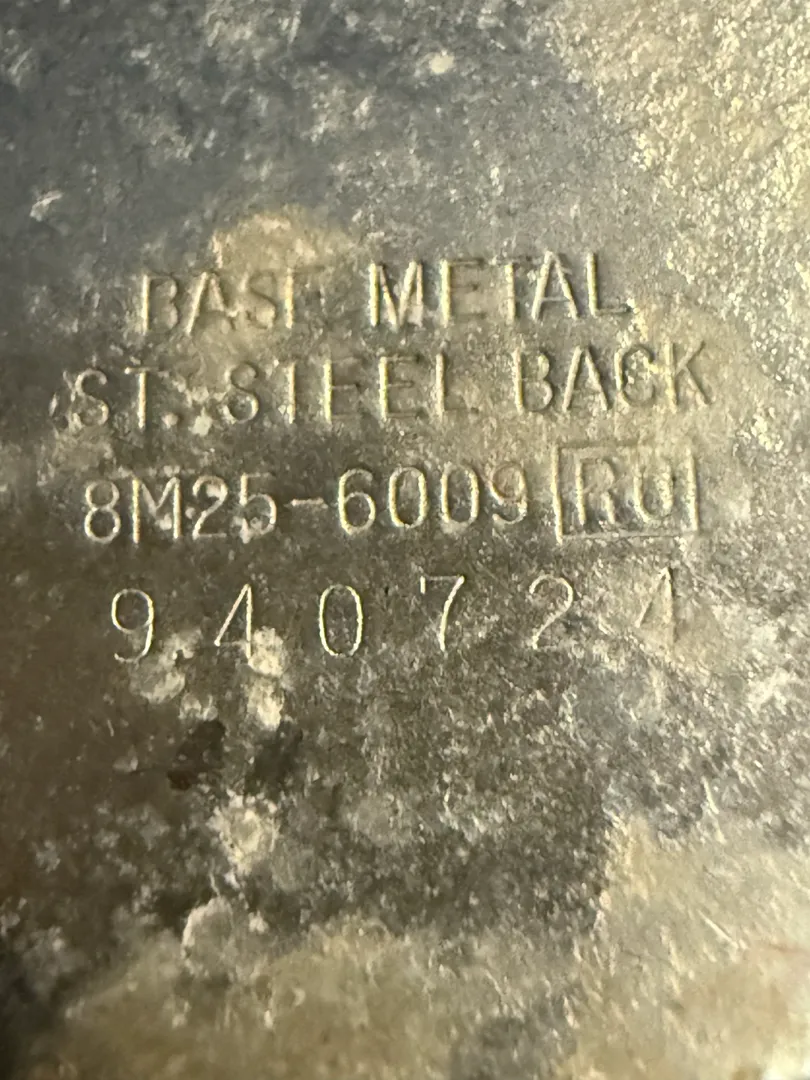 BASE METAL
ST. STEEL BACK
8M25-6009 RU
940724